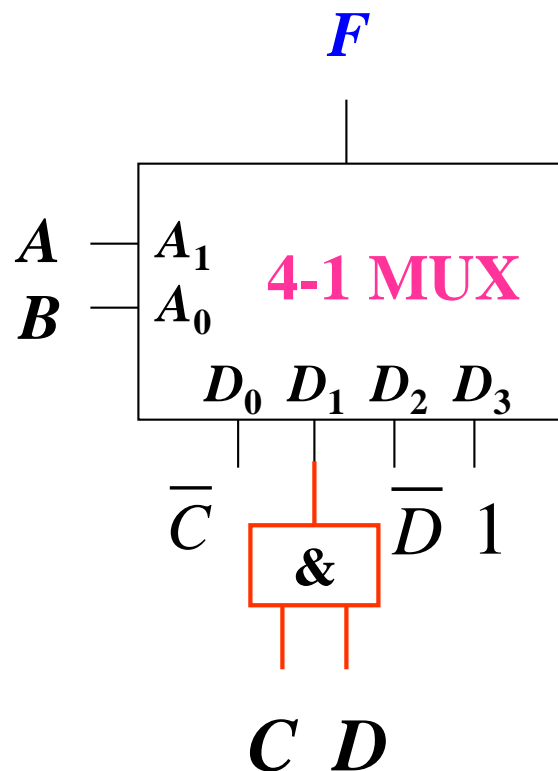 F
A A₁
4-1 MUX
B A₀
D₀ D₁ D₂ D₃
C̅ D̅ 1
&
C D